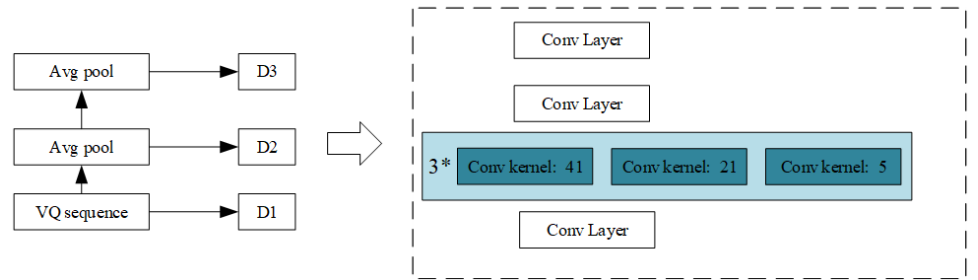 Avg pool
D3
Avg pool
D2
VQ sequence
D1
Conv Layer
Conv Layer
3* Conv kernel: 41 Conv kernel: 21 Conv kernel: 5
Conv Layer